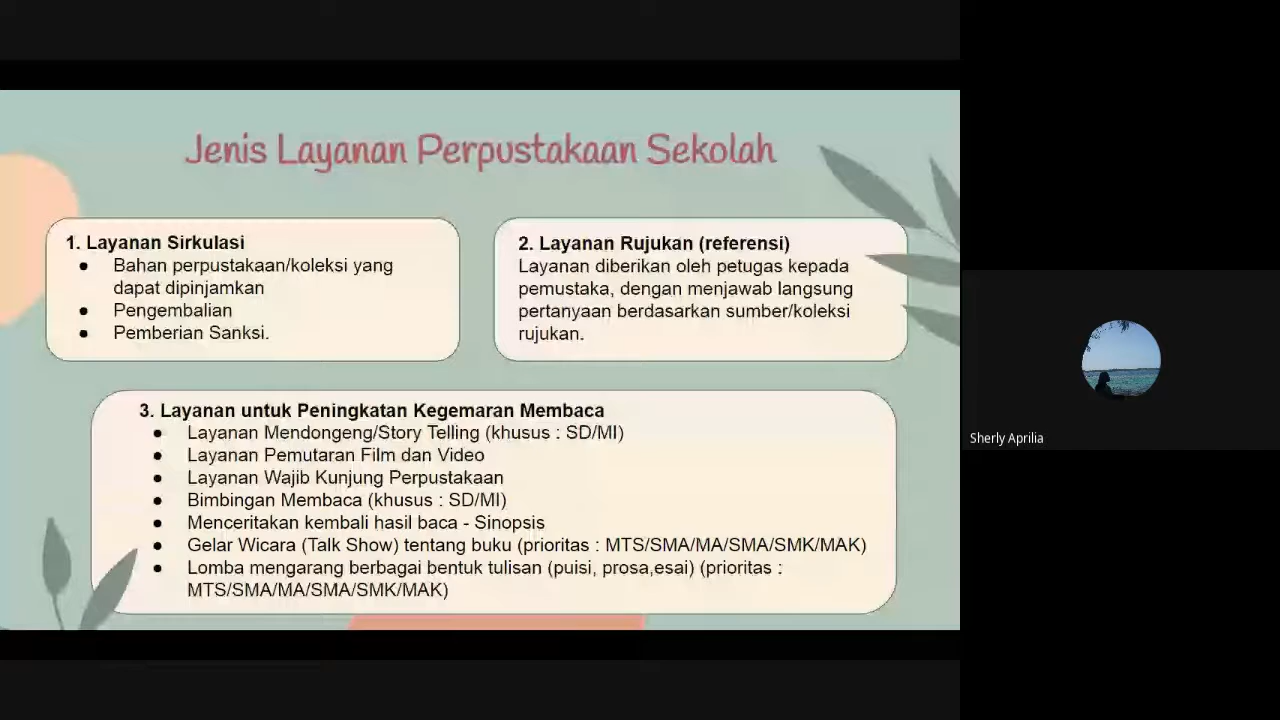 Jenis Layanan Perpustakaan Sekolah
1. Layanan Sirkulasi
● Bahan perpustakaan/koleksi yang
dapat dipinjamkan
● Pengembalian
● Pemberian Sanksi.
2. Layanan Rujukan (referensi)
Layanan diberikan oleh petugas kepada
pemustaka, dengan menjawab langsung
pertanyaan berdasarkan sumber/koleksi
rujukan.
3. Layanan untuk Peningkatan Kegemaran Membaca
● Layanan Mendongeng/Story Telling (khusus : SD/MI)
● Layanan Pemutaran Film dan Video
● Layanan Wajib Kunjung Perpustakaan
● Bimbingan Membaca (khusus : SD/MI)
● Menceritakan kembali hasil baca - Sinopsis
● Gelar Wicara (Talk Show) tentang buku (prioritas : MTS/SMA/MA/SMA/SMK/MAK)
● Lomba mengarang berbagai bentuk tulisan (puisi, prosa,esai) (prioritas :
MTS/SMA/MA/SMA/SMK/MAK)
Sherly Aprilia